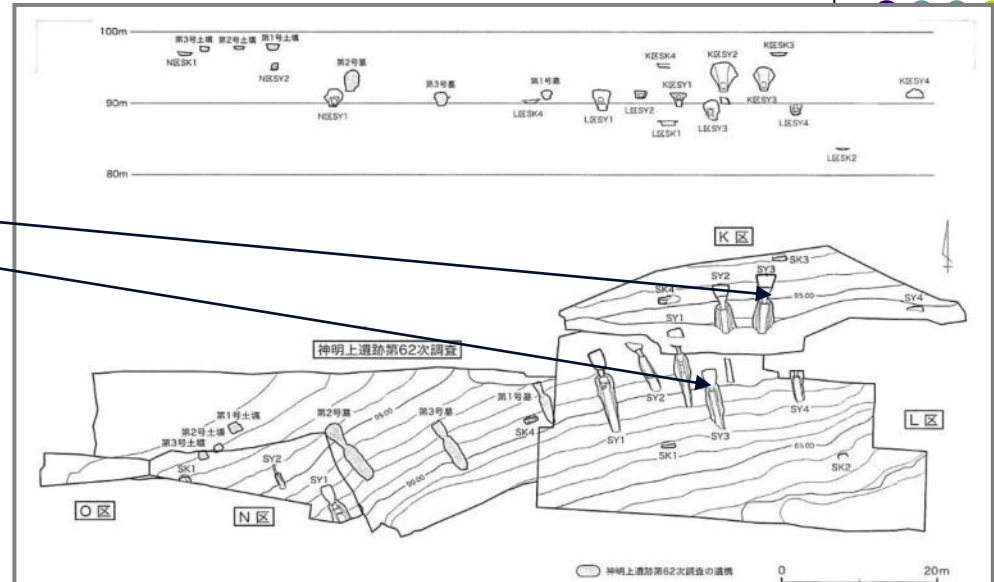 100m
第3号土壙 第2号土壙 第1号土壙
N区SK1
N区SY2
第2号墓
K区SK4
K区SY2
K区SK3
第3号墓
第1号墓
K区SY1
K区SY3
K区SY4
90m
N区SY1
L区SK4
L区SY1
L区SY2
L区SK1
L区SY3
L区SY4
L区SK2
80m
K区
SK3
SY2
SY3
SK4
95.00
SY4
SY1
神明上遺跡第62次調査
第1号墓
SY2
SY4
第1号土壙
第2号墓
95.00
第3号墓
第2号土壙
第3号土壙
SK4
SY1
SY3
L区
SK1
85.00
SK2
SK1
SY2
SY1
90.00
O区
N区
神明上遺跡第62次調査の遺構
0 20m